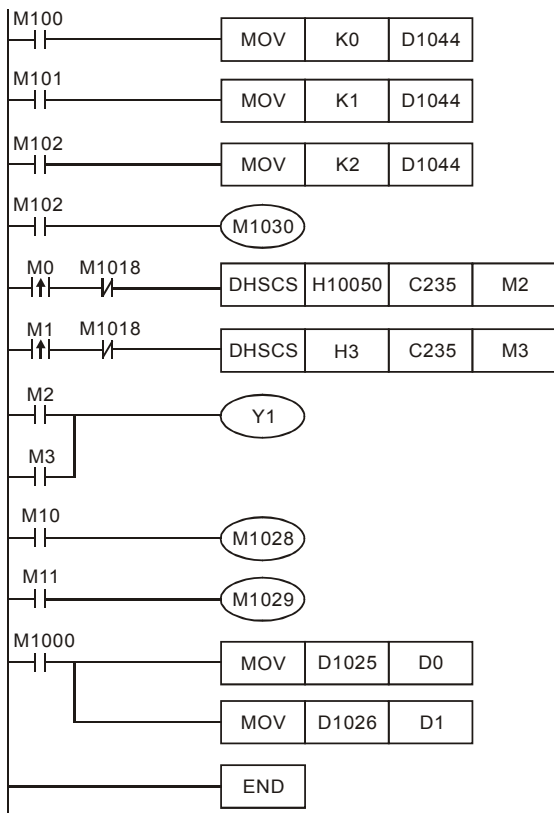 M100
MOV K0 D1044
M101
MOV K1 D1044
M102
MOV K2 D1044
M102
M1030
M0 M1018
DHSCS H10050 C235 M2
M1 M1018
DHSCS H3 C235 M3
M2
Y1
M3
M10
M1028
M11
M1029
M1000
MOV D1025 D0
MOV D1026 D1
END